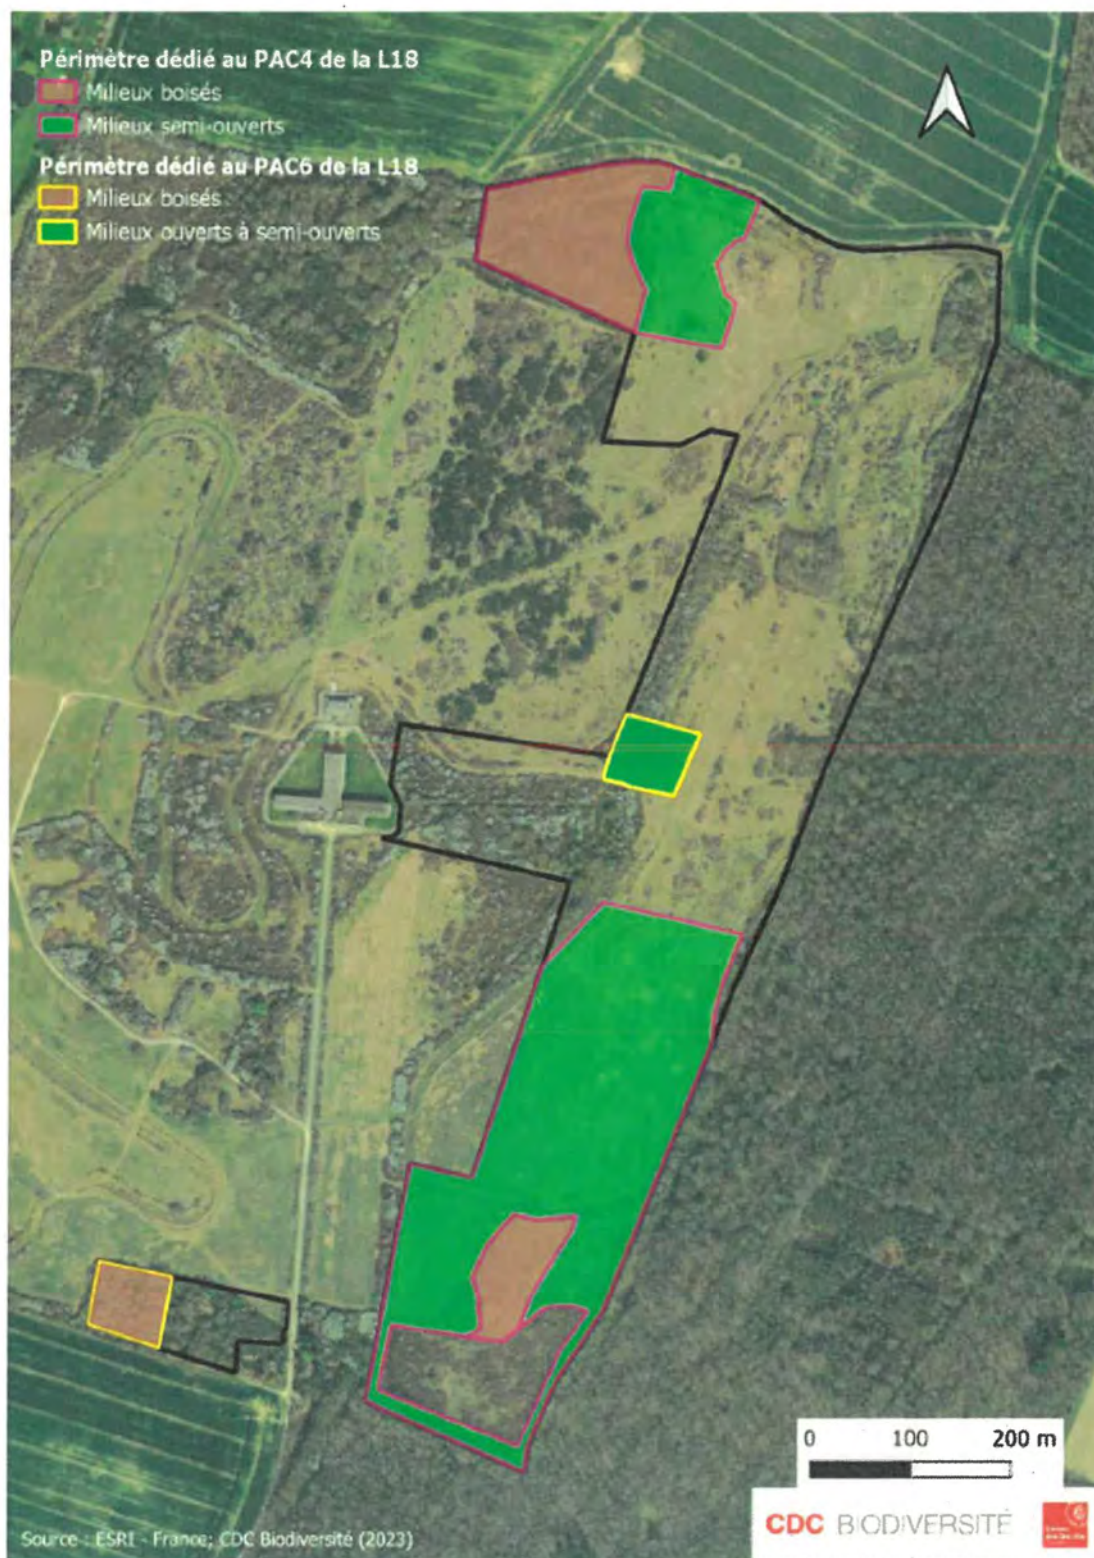 Périmètre dédié au PAC4 de la L18
Milieux boisés
Milieux semi-ouverts
Périmètre dédié au PAC6 de la L18
Milieux boisés
Milieux ouverts à semi-ouverts
0 100 200 m
CDC BIODIVERSITÉ
Source : ESRI - France; CDC Biodiversité (2023)